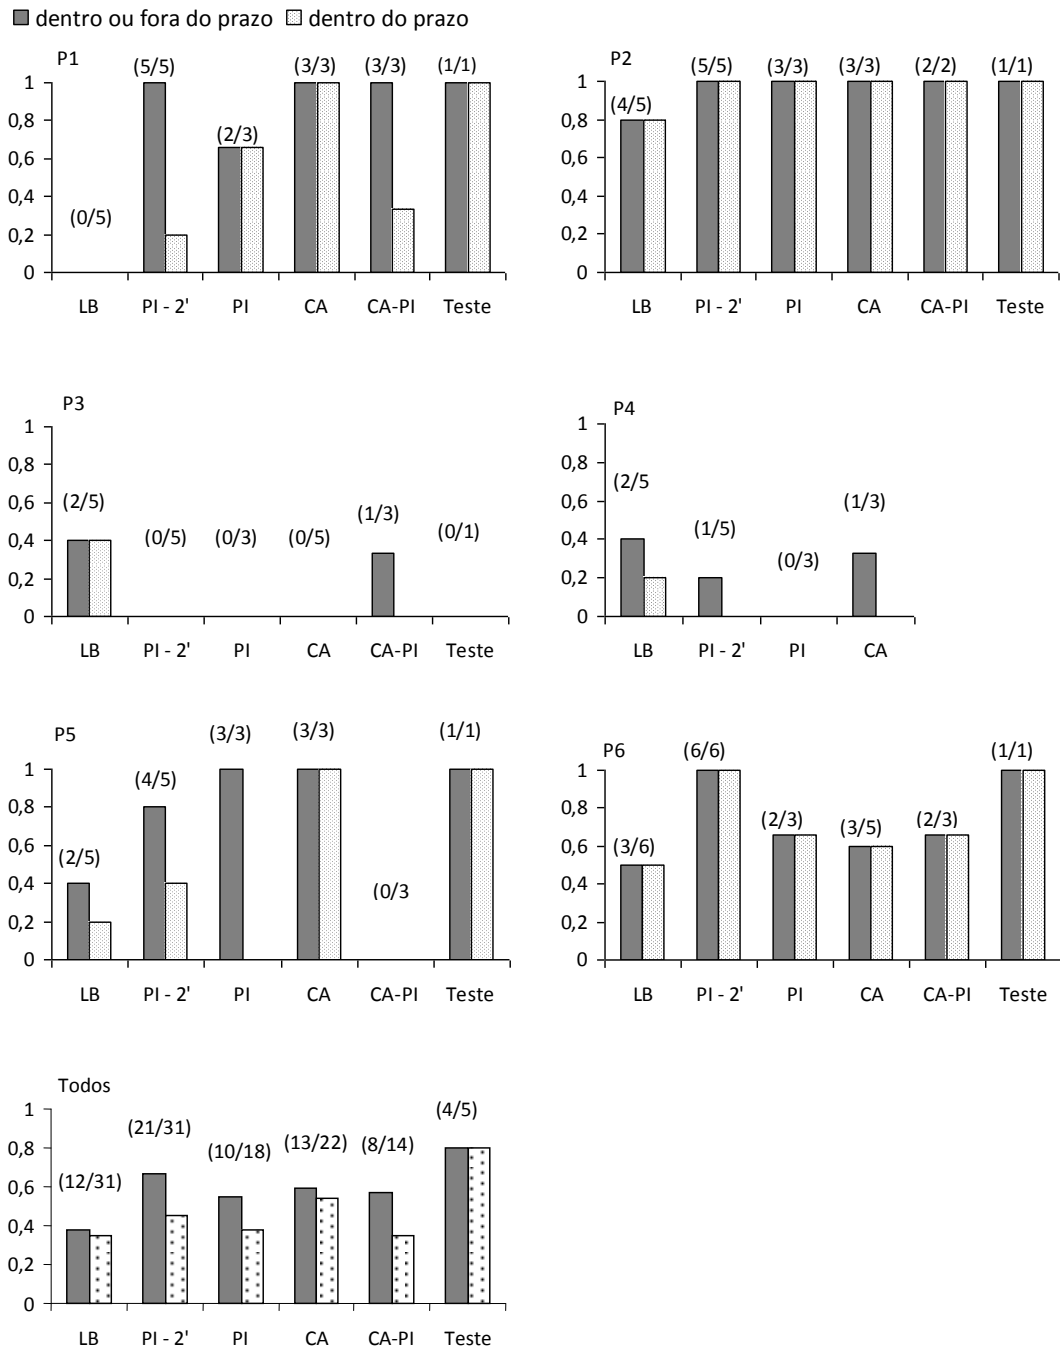 dentro ou fora do prazo dentro do prazo
P1
(5/5) (3/3) (3/3) (1/1)
1
0,8
(2/3)
0,6
0,4
(0/5)
0,2
0
LB PI - 2' PI CA CA-PI Teste
P2
(5/5) (3/3) (3/3) (2/2) (1/1)
1
(4/5)
0,8
0,6
0,4
0,2
0
LB PI - 2' PI CA CA-PI Teste
P3
1
0,8
0,6
(2/5) (1/3)
(0/5) (0/3) (0/5) (0/1)
0,4
0,2
0
LB PI - 2' PI CA CA-PI Teste
P4
1
0,8
(2/5
0,6
(1/3)
(1/5)
0,4
(0/3)
0,2
0
LB PI - 2' PI CA
P5
(3/3) (3/3) (1/1)
1
(4/5)
0,8
0,6
(2/5)
0,4
(0/3
0,2
0
LB PI - 2' PI CA CA-PI Teste
P6
(6/6) (1/1)
1
0,8
(2/3) (3/5) (2/3)
0,6
(3/6)
0,4
0,2
0
LB PI - 2' PI CA CA-PI Teste
Todos
1
(4/5)
(21/31)
(10/18) (13/22) (8/14)
0,8
(12/31)
0,6
0,4
0,2
0
LB PI - 2' PI CA CA-PI Teste